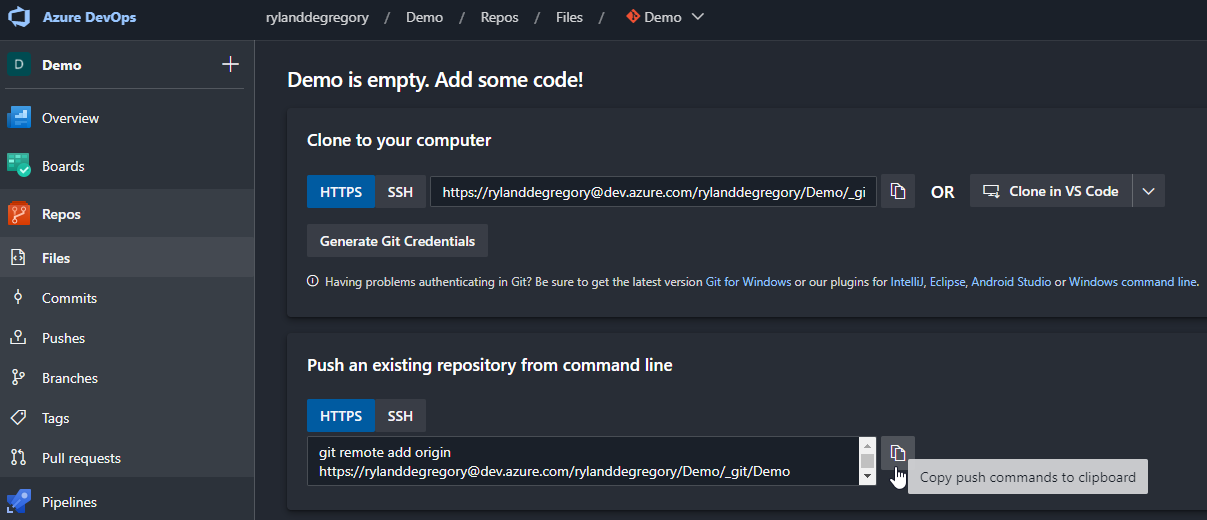 Azure DevOps
rylanddegregory / Demo / Repos / Files / Demo
D Demo
Overview
Boards
Repos
Files
Commits
Pushes
Branches
Tags
Pull requests
Pipelines
Demo is empty. Add some code!
Clone to your computer
HTTPS SSH https://rylanddegregory@dev.azure.com/rylanddegregory/Demo/_gi OR Clone in VS Code
Generate Git Credentials
Having problems authenticating in Git? Be sure to get the latest version Git for Windows or our plugins for IntelliJ, Eclipse, Android Studio or Windows command line.
Push an existing repository from command line
HTTPS SSH
git remote add origin
https://rylanddegregory@dev.azure.com/rylanddegregory/Demo/_git/Demo
Copy push commands to clipboard